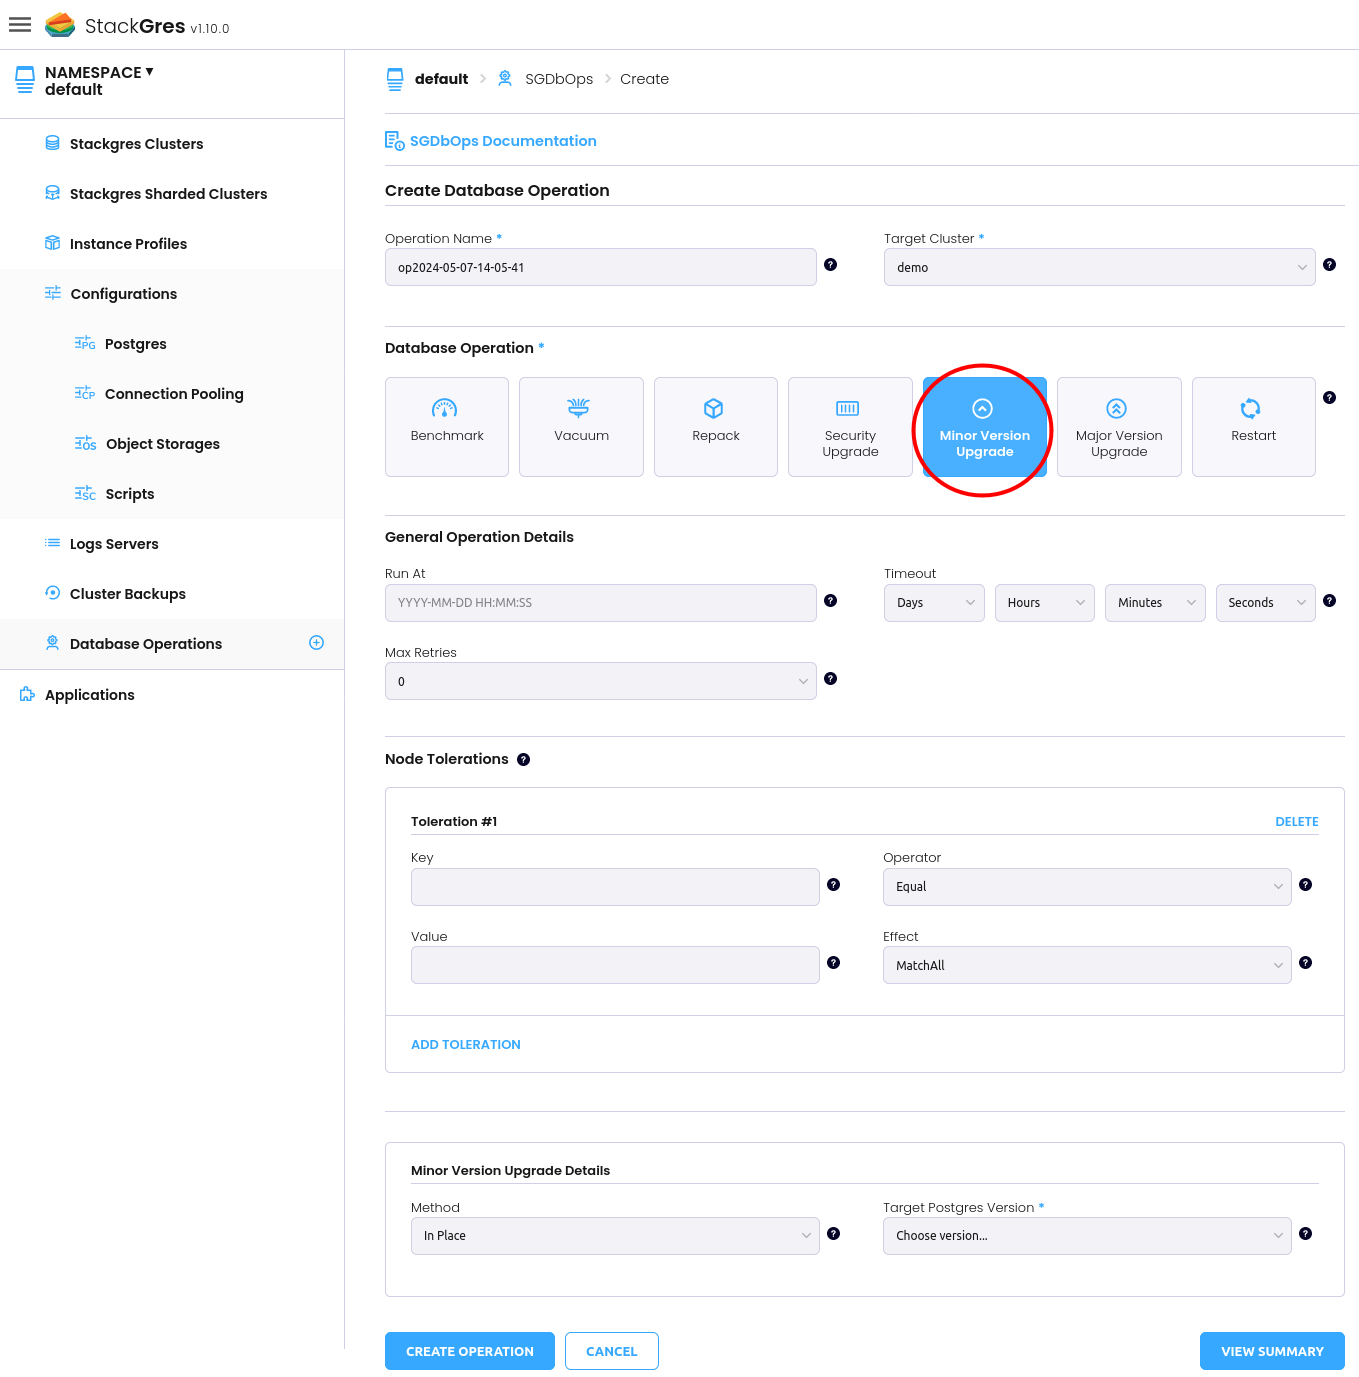 StackGres v1.10.0
NAMESPACE ▼
default
Stackgres Clusters
Stackgres Sharded Clusters
Instance Profiles
Configurations
PG Postgres
CP Connection Pooling
OS Object Storages
SC Scripts
Logs Servers
Cluster Backups
Database Operations
Applications
default > SGDbOps > Create
SGDbOps Documentation
Create Database Operation
Operation Name *
Target Cluster *
op2024-05-07-14-05-41
demo
Database Operation *
Benchmark
Vacuum
Repack
Security
Upgrade
Minor Version
Upgrade
Major Version
Upgrade
Restart
General Operation Details
Run At
Timeout
YYYY-MM-DD HH:MM:SS
Days
Hours
Minutes
Seconds
Max Retries
0
Node Tolerations
Toleration #1
DELETE
Key
Operator
Equal
Value
Effect
MatchAll
ADD TOLERATION
Minor Version Upgrade Details
Method
Target Postgres Version *
In Place
Choose version...
CREATE OPERATION
CANCEL
VIEW SUMMARY